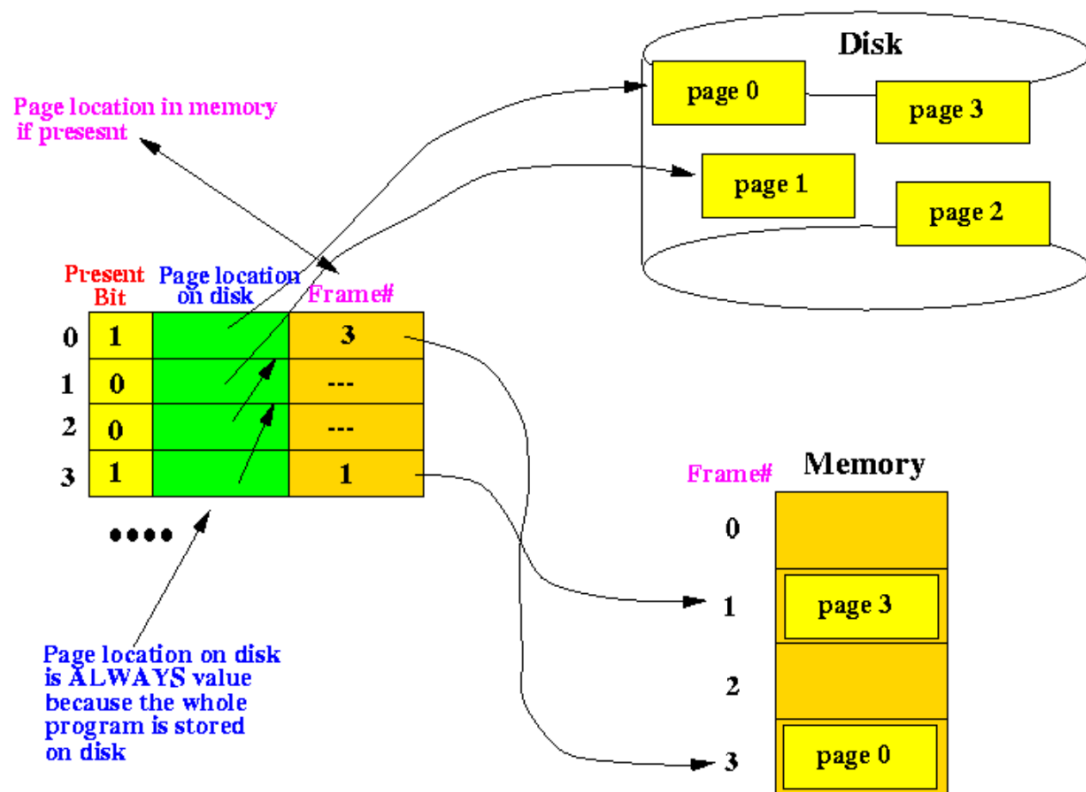 Disk
page 0
page 3
page 1
page 2
Page location in memory
if presesnt
Present
Bit
Page location
on disk
Frame#
0 1 3
1 0 ---
2 0 ---
3 1 1
Page location on disk
is ALWAYS value
because the whole
program is stored
on disk
Frame#
Memory
0
1 page 3
2
3 page 0